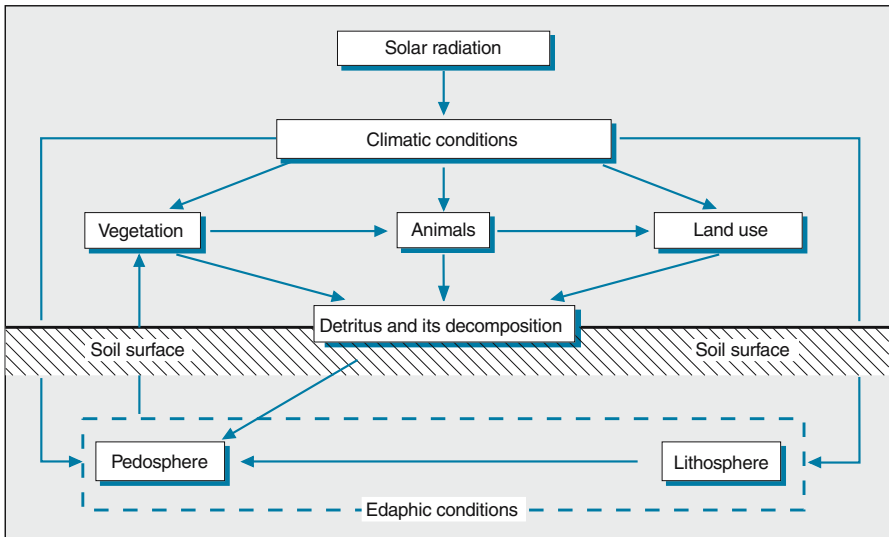 Solar radiation
Climatic conditions
Vegetation
Animals
Land use
Detritus and its decomposition
Soil surface
Soil surface
Pedosphere
Lithosphere
Edaphic conditions